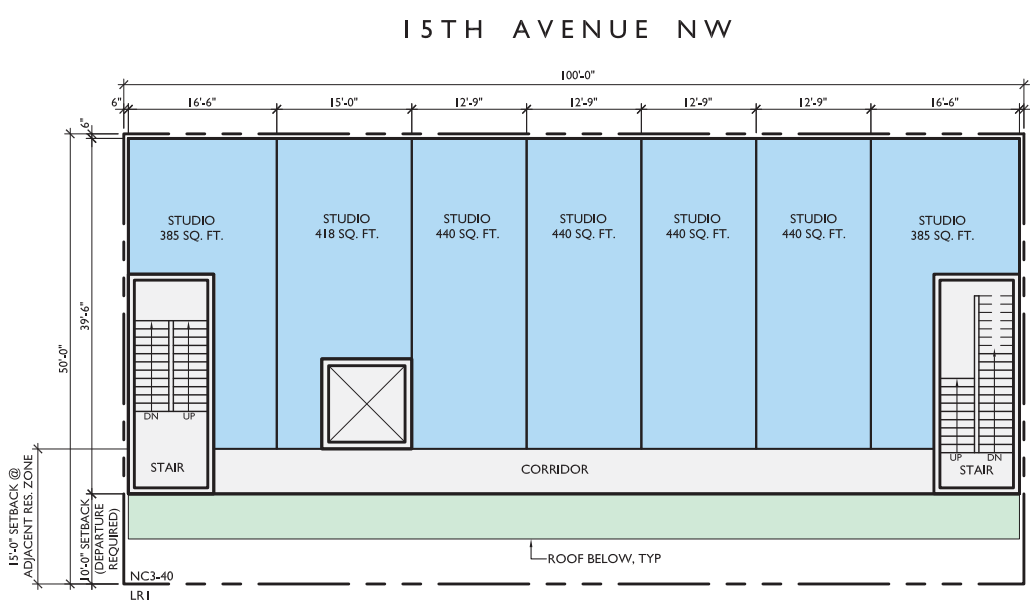 15TH AVENUE NW
100'-0"
6"
16'-6"
15'-0"
12'-9"
12'-9"
12'-9"
12'-9"
16'-6"
6"
STUDIO
385 SQ. FT.
STUDIO
418 SQ. FT.
STUDIO
440 SQ. FT.
STUDIO
440 SQ. FT.
STUDIO
440 SQ. FT.
STUDIO
440 SQ. FT.
STUDIO
385 SQ. FT.
39'-6"
50'-0"
DN
UP
STAIR
CORRIDOR
UP
DN
STAIR
15'-0" SETBACK @
ADJACENT RES. ZONE
10'-0" SETBACK
(DEPARTURE
REQUIRED)
ROOF BELOW, TYP
NC3-40
LR1